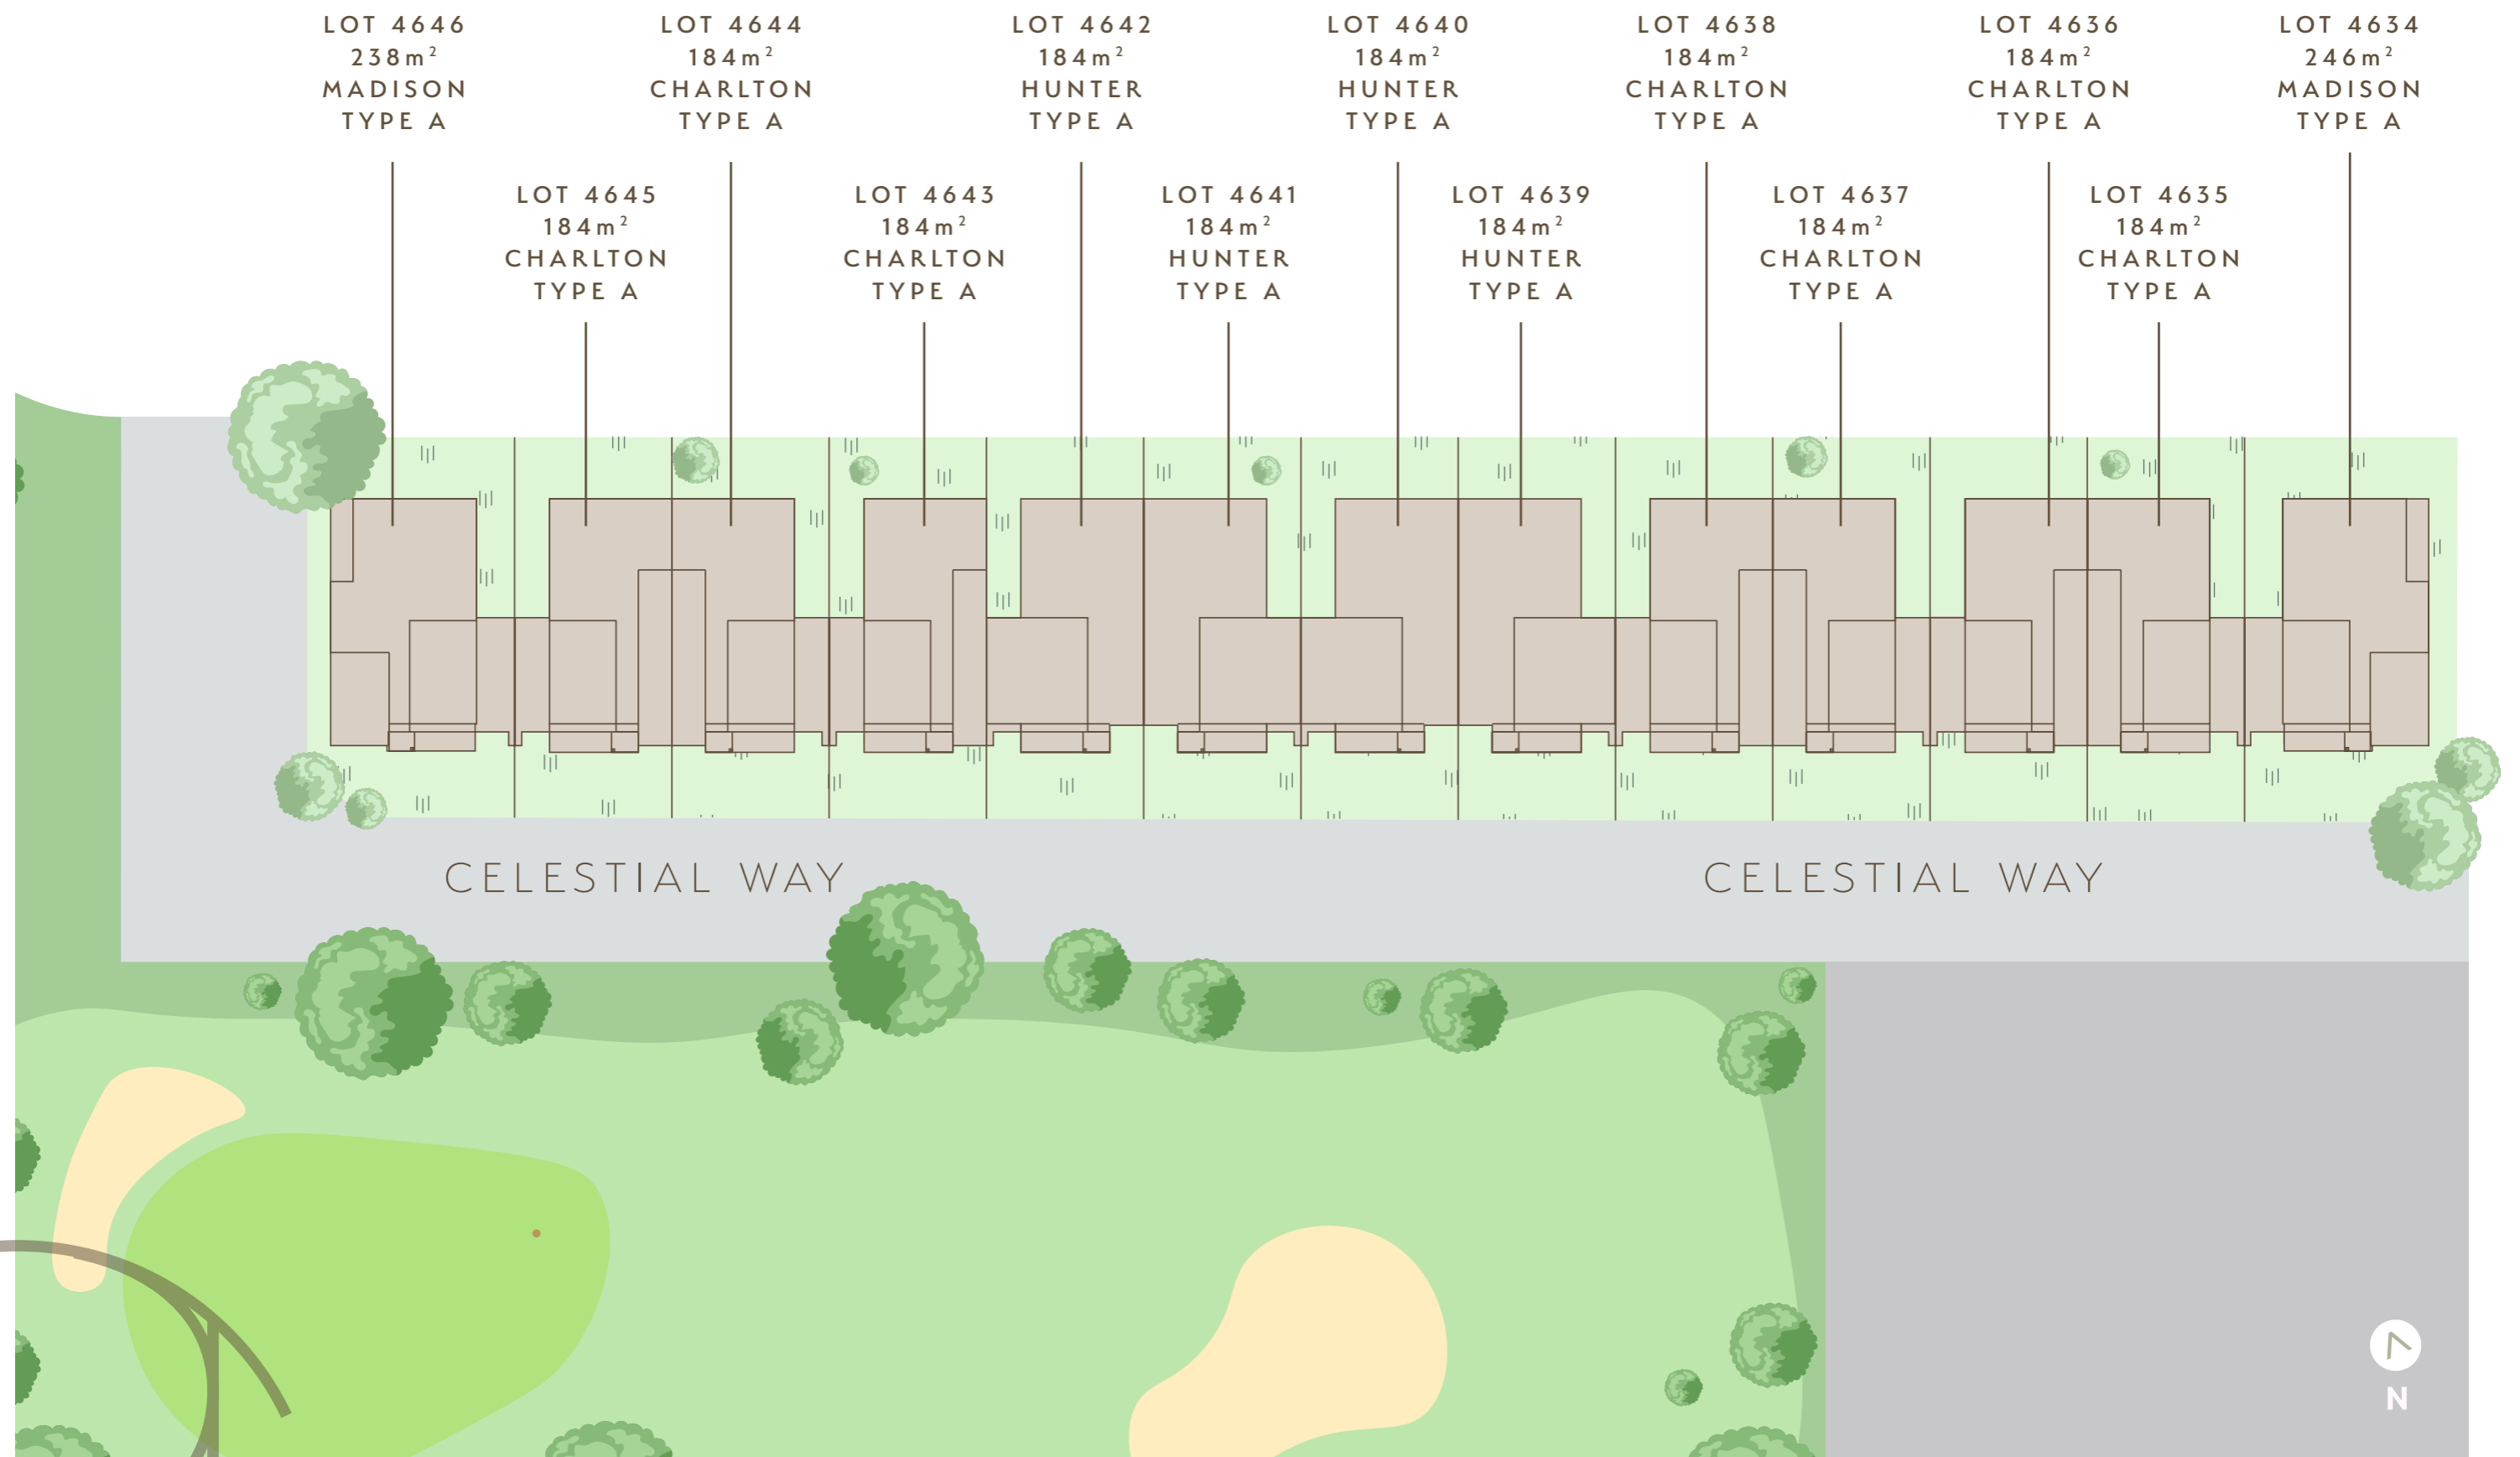 LOT 4646
238m²
MADISON
TYPE A
LOT 4644
184m²
CHARLTON
TYPE A
LOT 4642
184m²
HUNTER
TYPE A
LOT 4640
184m²
HUNTER
TYPE A
LOT 4638
184m²
CHARLTON
TYPE A
LOT 4636
184m²
CHARLTON
TYPE A
LOT 4634
246m²
MADISON
TYPE A
LOT 4645
184m²
CHARLTON
TYPE A
LOT 4643
184m²
CHARLTON
TYPE A
LOT 4641
184m²
HUNTER
TYPE A
LOT 4639
184m²
HUNTER
TYPE A
LOT 4637
184m²
CHARLTON
TYPE A
LOT 4635
184m²
CHARLTON
TYPE A
CELESTIAL WAY
CELESTIAL WAY
N